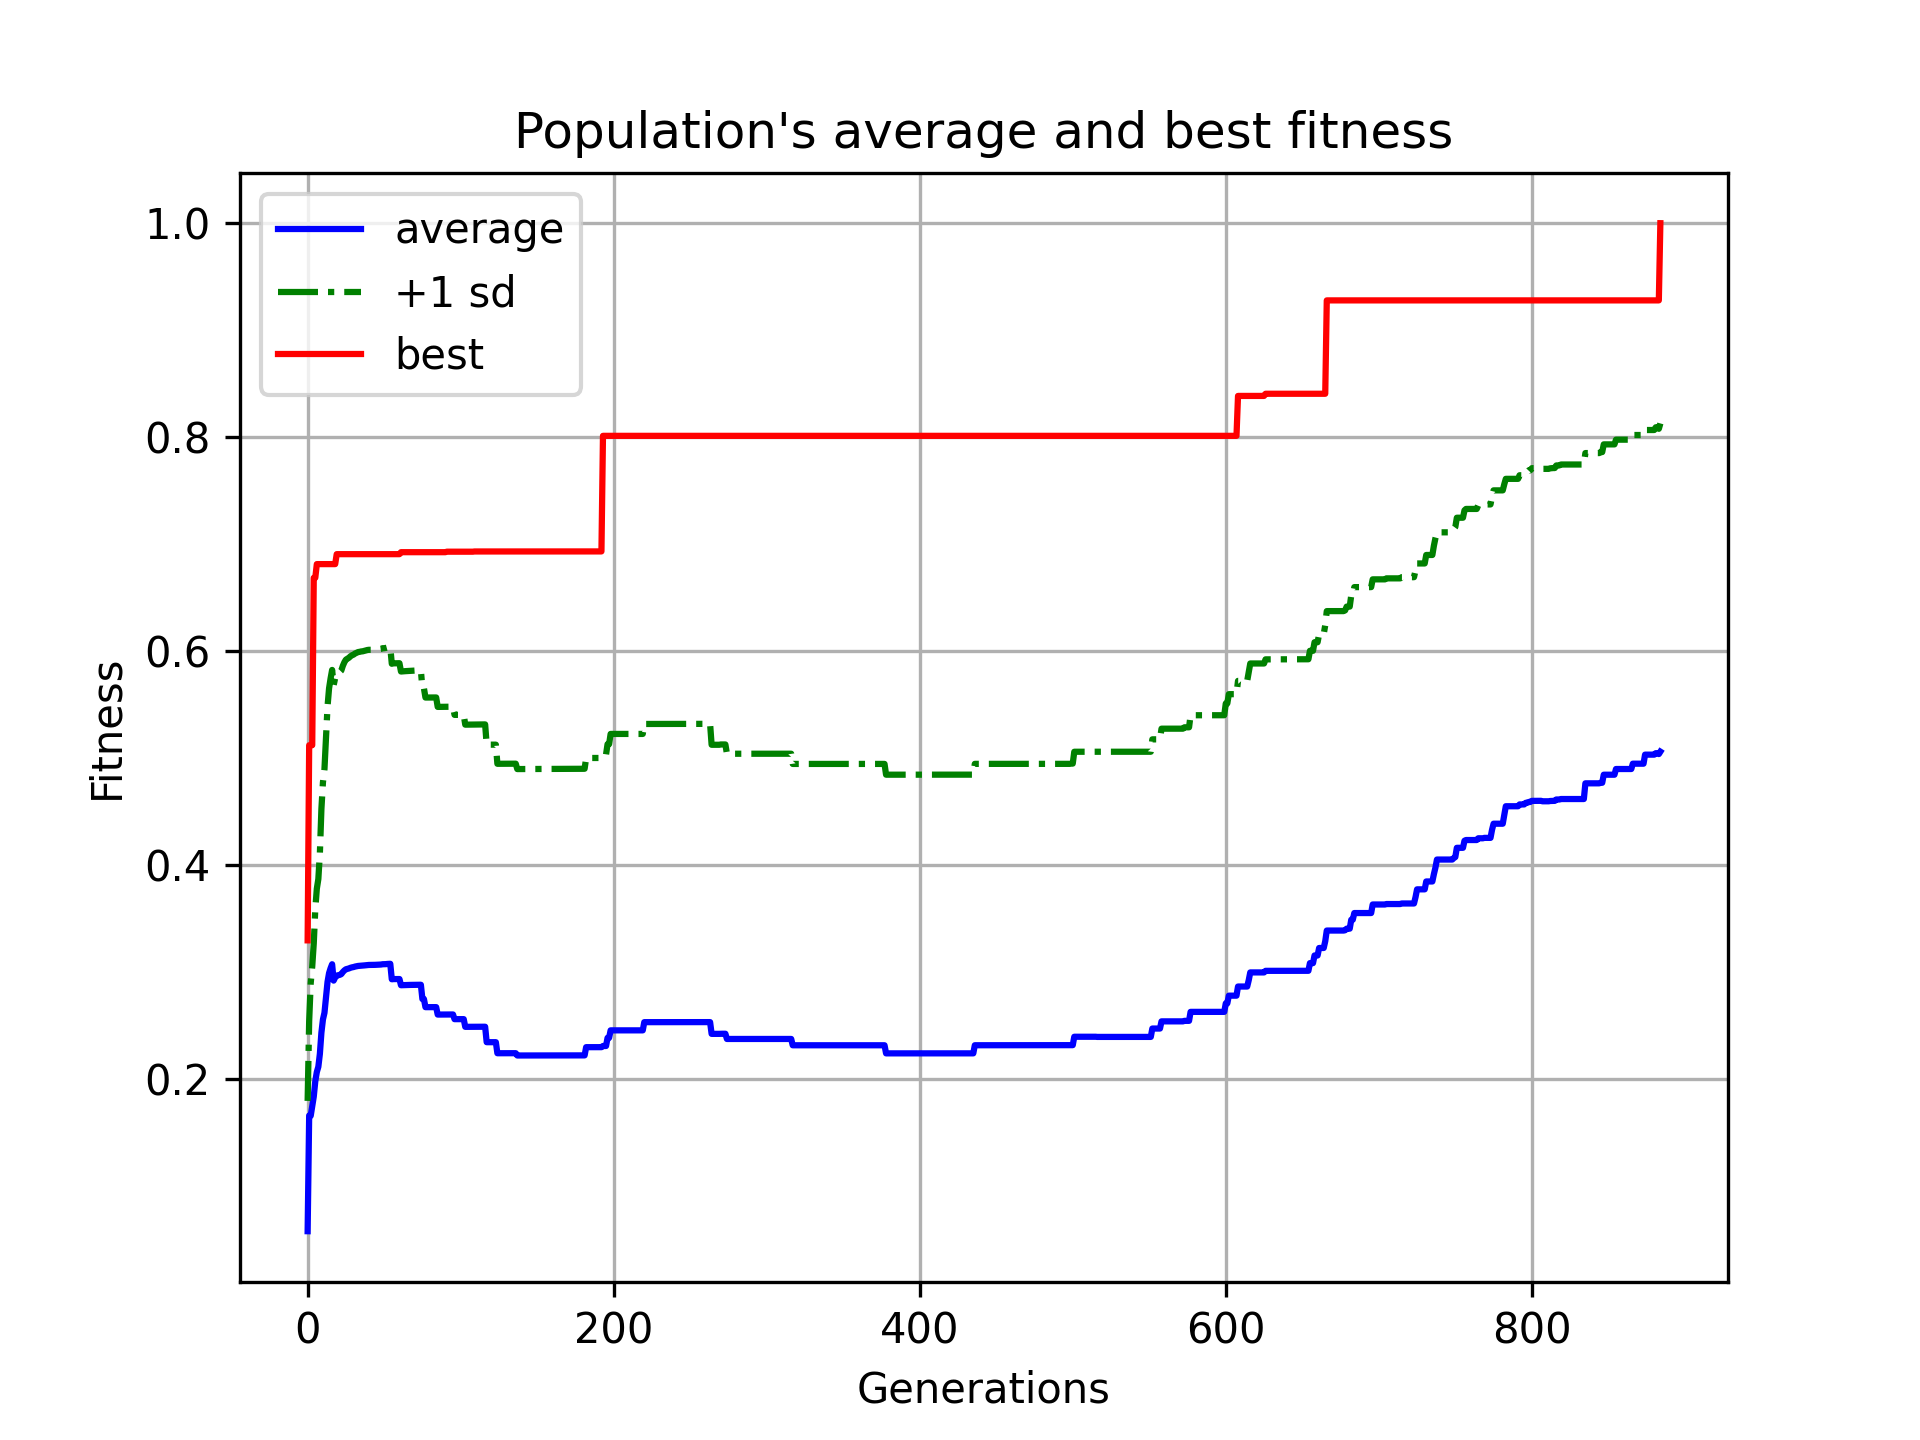 Population's average and best fitness
average
+1 sd
best
1.0
0.8
0.6
0.4
0.2
Fitness
0 200 400 600 800
Generations